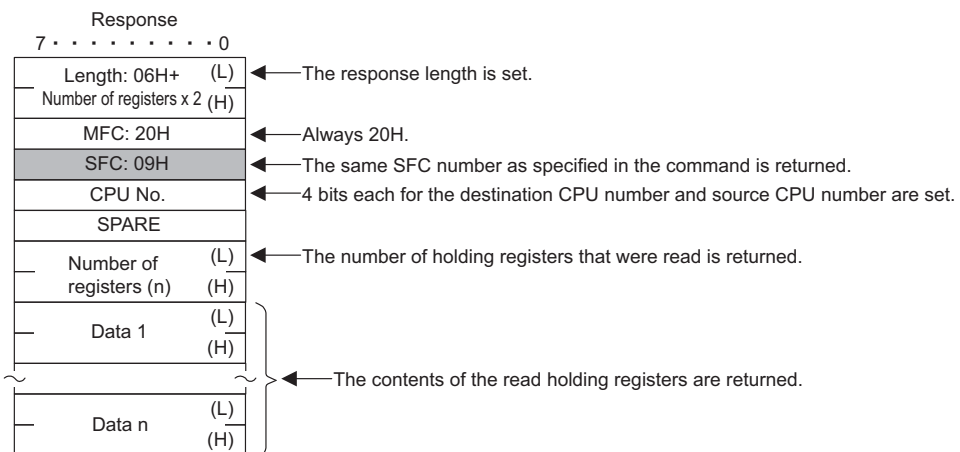 Response
7 · · · · · · · · · 0
Length: 06H+ (L)
The response length is set.
Number of registers x 2 (H)
MFC: 20H
Always 20H.
SFC: 09H
The same SFC number as specified in the command is returned.
CPU No.
4 bits each for the destination CPU number and source CPU number are set.
SPARE
Number of (L)
The number of holding registers that were read is returned.
registers (n) (H)
Data 1 (L)
(H)
The contents of the read holding registers are returned.
Data n (L)
(H)